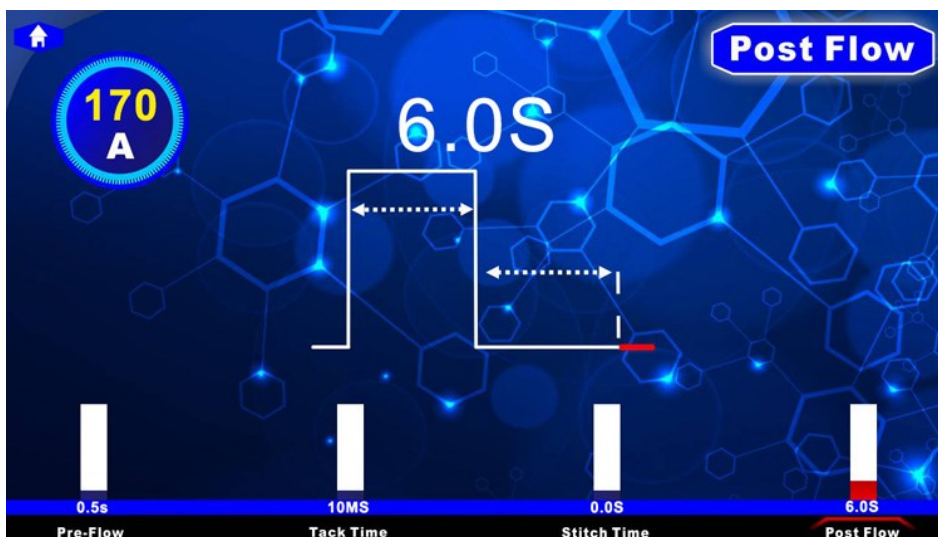 Post Flow
170
A
6.0S
0.5s
10MS
0.0S
6.0S
Pre-Flow
Tack Time
Stitch Time
Post Flow